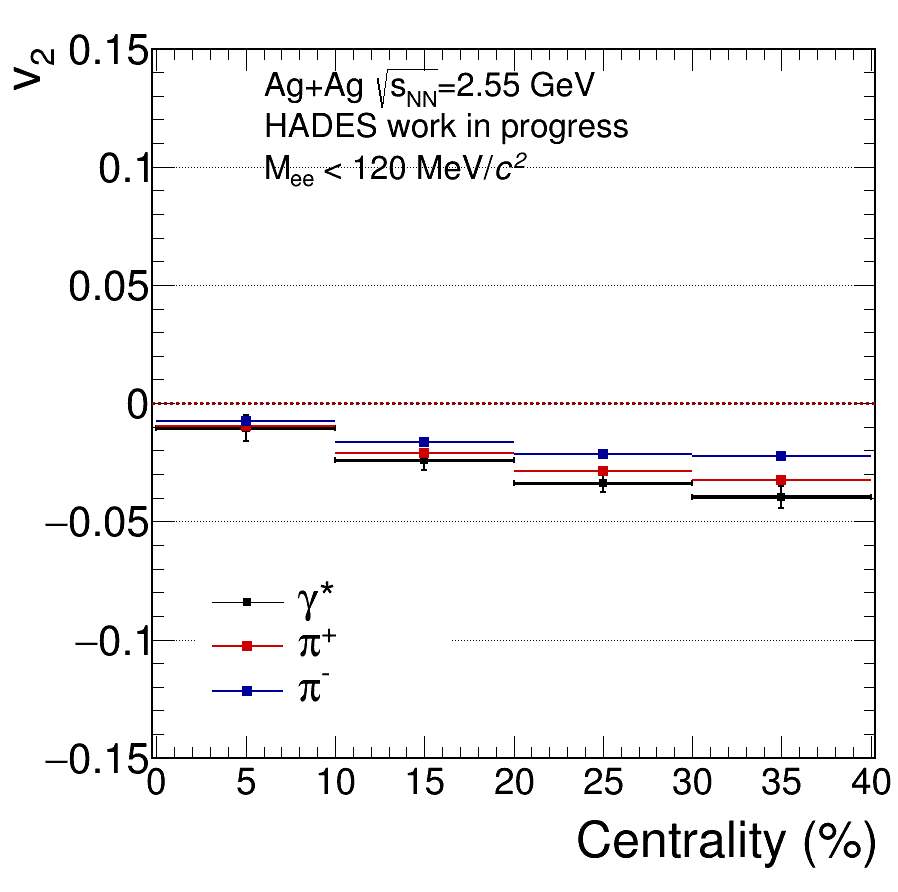 v₂
0.15
0.1
0.05
0
−0.05
−0.1
−0.15
Ag+Ag √sNN=2.55 GeV
HADES work in progress
Mee < 120 MeV/c²
γ*
π⁺
π⁻
0 5 10 15 20 25 30 35 40
Centrality (%)